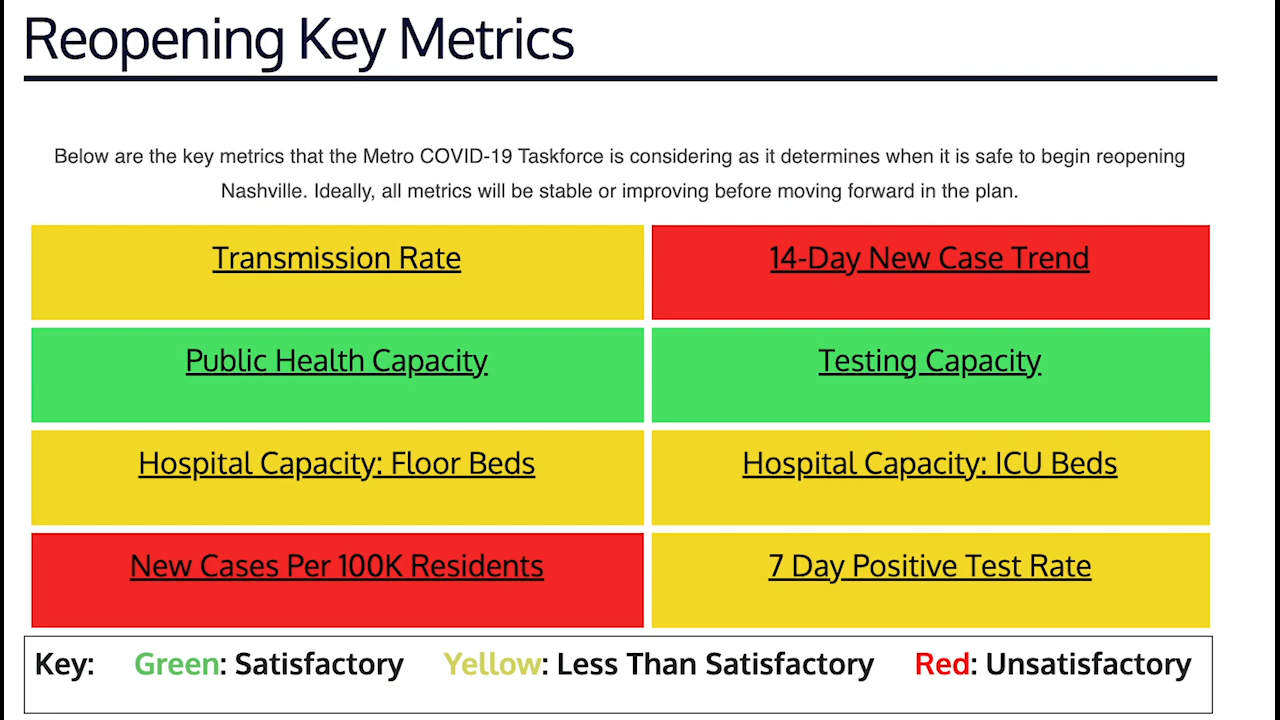 Reopening Key Metrics
Below are the key metrics that the Metro COVID-19 Taskforce is considering as it determines when it is safe to begin reopening
Nashville. Ideally, all metrics will be stable or improving before moving forward in the plan.
Transmission Rate
14-Day New Case Trend
Public Health Capacity
Testing Capacity
Hospital Capacity: Floor Beds
Hospital Capacity: ICU Beds
New Cases Per 100K Residents
7 Day Positive Test Rate
Key: Green: Satisfactory Yellow: Less Than Satisfactory Red: Unsatisfactory